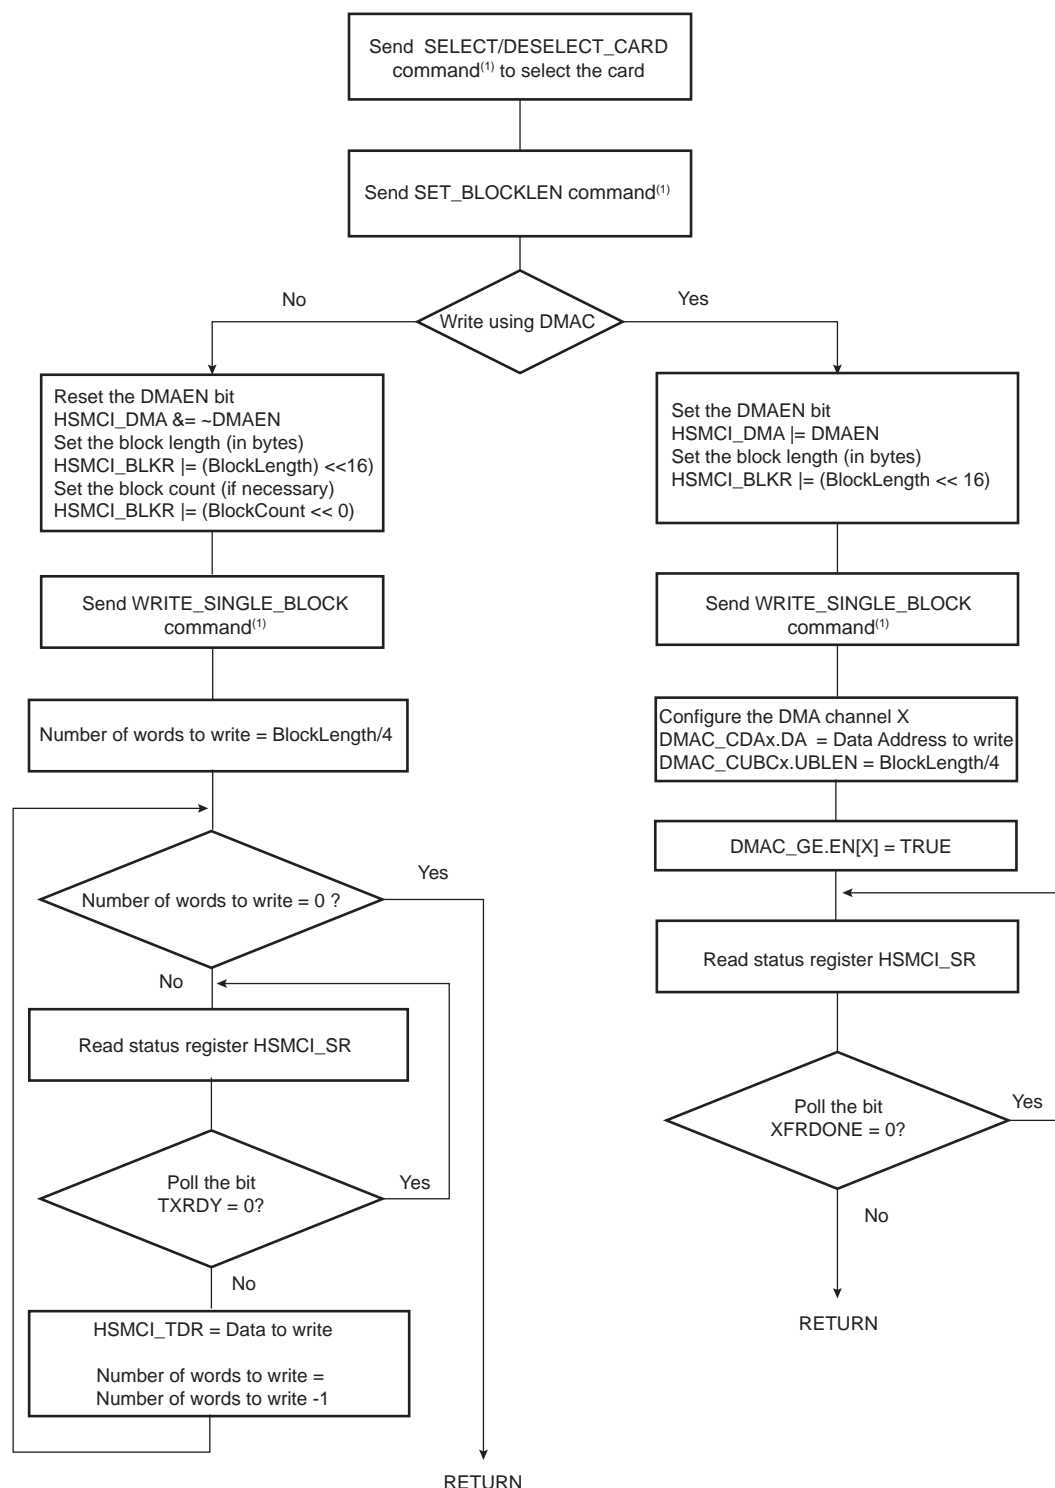 Send SELECT/DESELECT_CARD
command(1) to select the card
Send SET_BLOCKLEN command(1)
No
Yes
Write using DMAC
Reset the DMAEN bit
HSMCI_DMA &= ~DMAEN
Set the block length (in bytes)
HSMCI_BLKR |= (BlockLength) <<16)
Set the block count (if necessary)
HSMCI_BLKR |= (BlockCount << 0)
Send WRITE_SINGLE_BLOCK
command(1)
Number of words to write = BlockLength/4
Number of words to write = 0 ?
Yes
No
Read status register HSMCI_SR
Poll the bit
TXRDY = 0?
Yes
No
HSMCI_TDR = Data to write
Number of words to write =
Number of words to write -1
RETURN
Set the DMAEN bit
HSMCI_DMA |= DMAEN
Set the block length (in bytes)
HSMCI_BLKR |= (BlockLength << 16)
Send WRITE_SINGLE_BLOCK
command(1)
Configure the DMA channel X
DMAC_CDAx.DA = Data Address to write
DMAC_CUBCx.UBLEN = BlockLength/4
DMAC_GE.EN[X] = TRUE
Read status register HSMCI_SR
Poll the bit
XFRDONE = 0?
Yes
No
RETURN